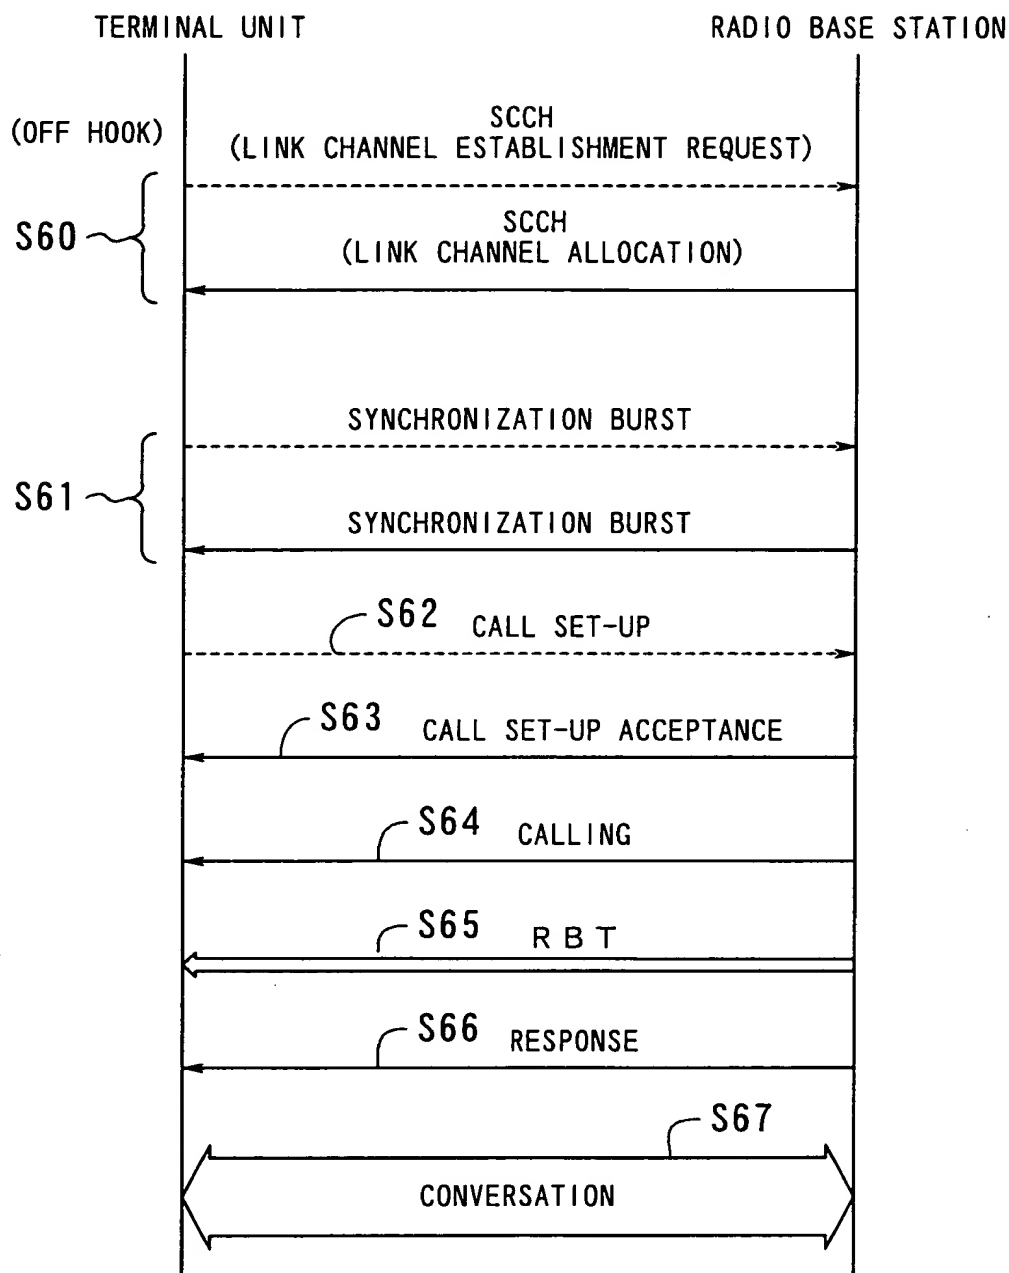 TERMINAL UNIT
RADIO BASE STATION
(OFF HOOK)
SCCH
(LINK CHANNEL ESTABLISHMENT REQUEST)
S60
SCCH
(LINK CHANNEL ALLOCATION)
SYNCHRONIZATION BURST
S61
SYNCHRONIZATION BURST
S62 CALL SET-UP
S63 CALL SET-UP ACCEPTANCE
S64 CALLING
S65 RBT
S66 RESPONSE
S67
CONVERSATION